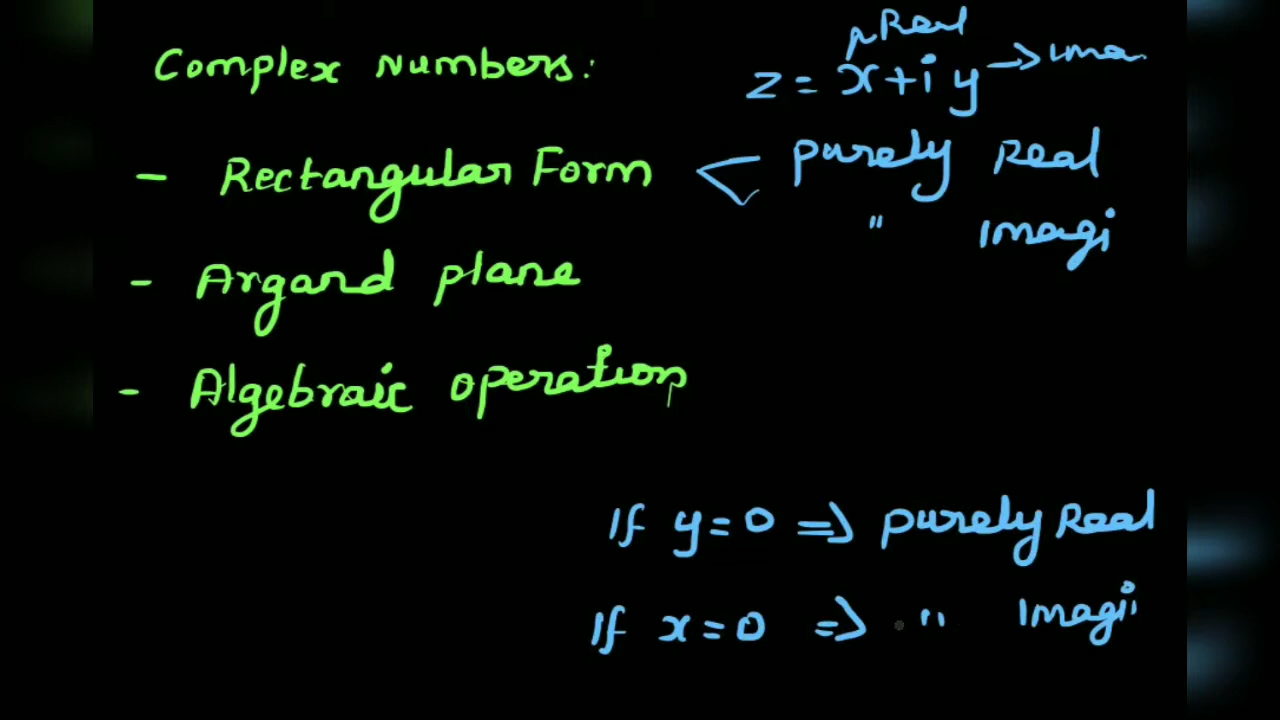 Complex Numbers:
Real
z = x + i y → ima
- Rectangular Form < purely Real
" Imagi
- Argand plane
- Algebraic operation
If y = 0 ⇒ purely Real
If x = 0 ⇒ " Imagi